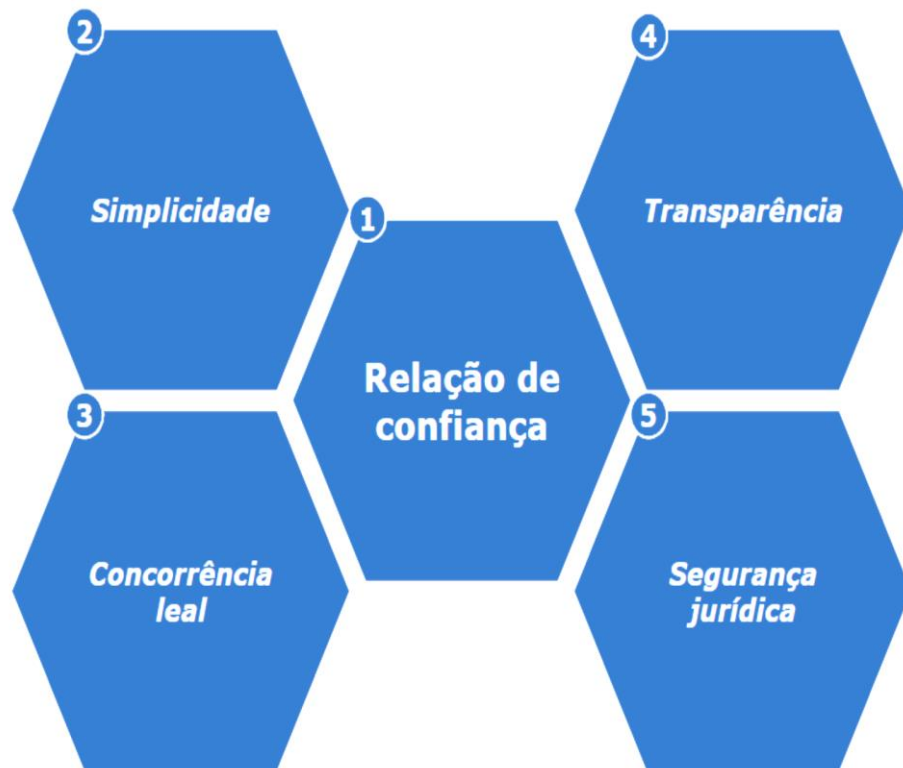 1
Relação de
confiança
2
Simplicidade
3
Concorrência
leal
4
Transparência
5
Segurança
jurídica